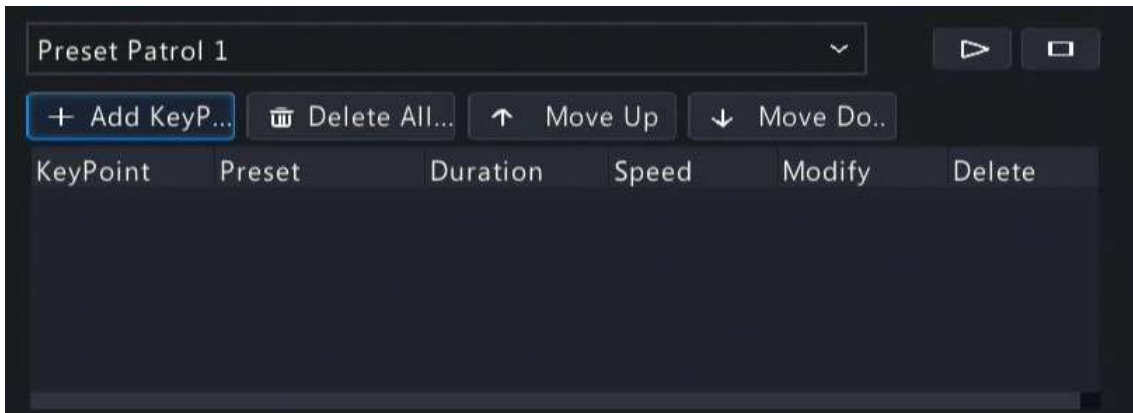 Preset Patrol 1
+ Add KeyP... Delete All... Move Up Move Do..
KeyPoint Preset Duration Speed Modify Delete